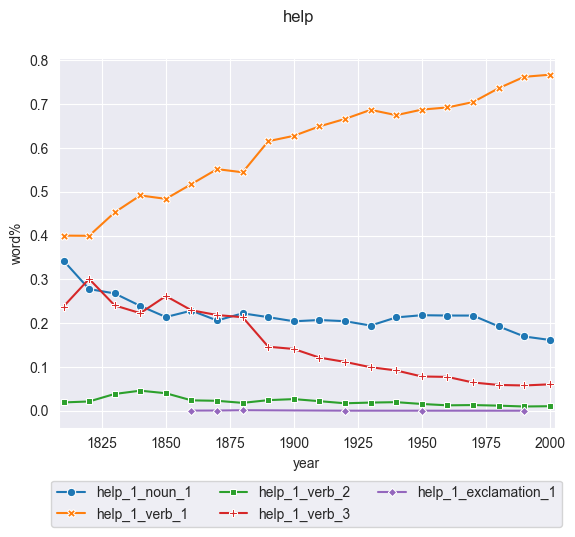 help
0.8
0.7
0.6
0.5
0.4
0.3
0.2
0.1
0.0
word%
1825 1850 1875 1900 1925 1950 1975 2000
year
help_1_noun_1 help_1_verb_2 help_1_exclamation_1
help_1_verb_1 help_1_verb_3